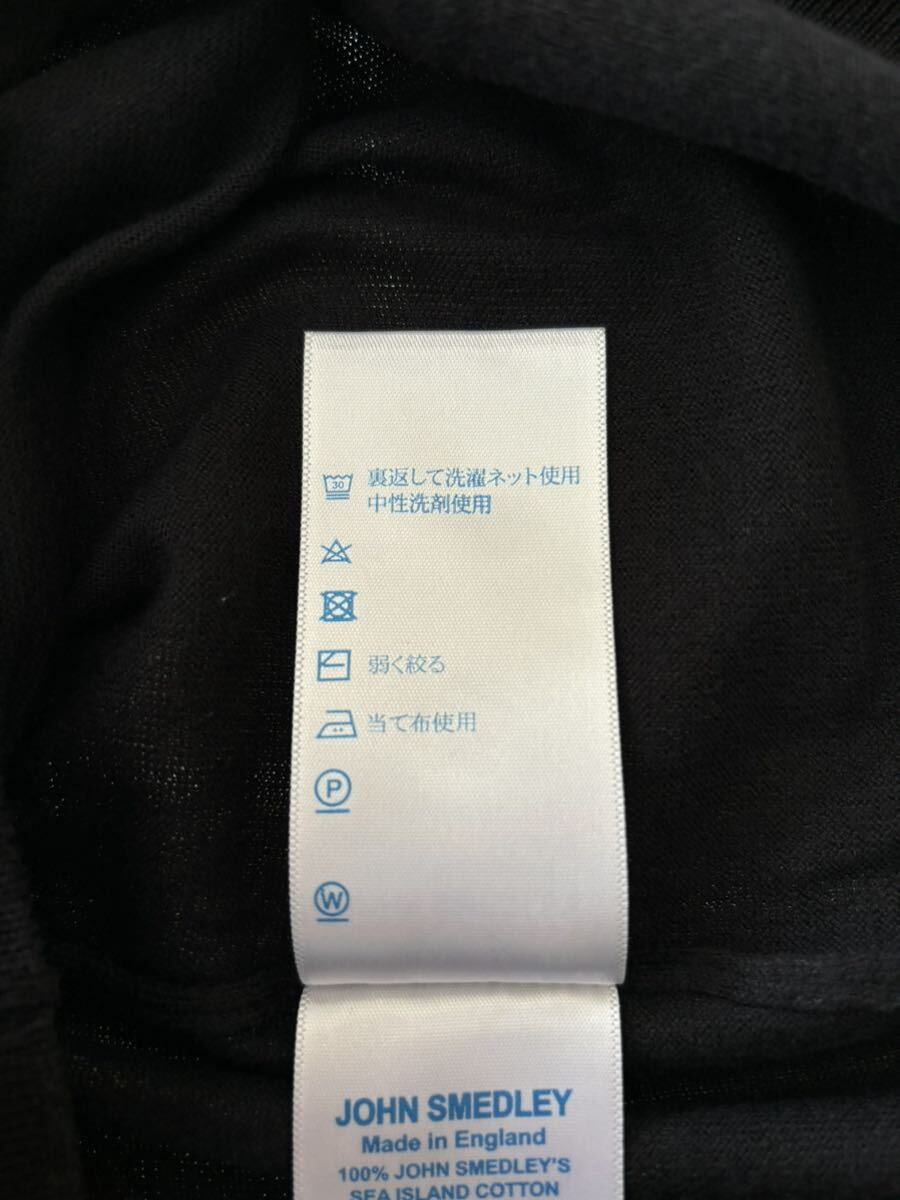 30 裏返して洗濯ネット使用
中性洗剤使用
弱く絞る
当て布使用
P
W
JOHN SMEDLEY
Made in England
100% JOHN SMEDLEY'S
SEA ISLAND COTTON